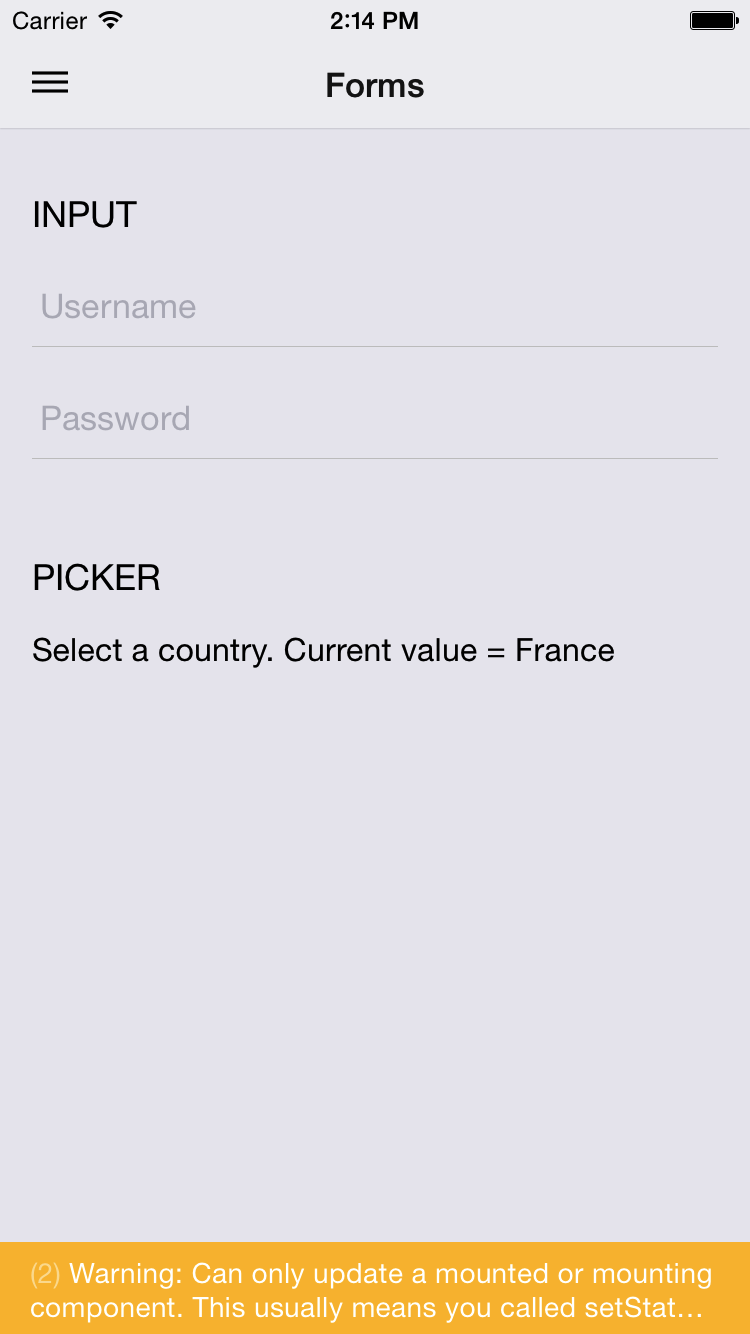 Carrier 2:14 PM
Forms
INPUT
Username
Password
PICKER
Select a country. Current value = France
(2) Warning: Can only update a mounted or mounting
component. This usually means you called setStat...